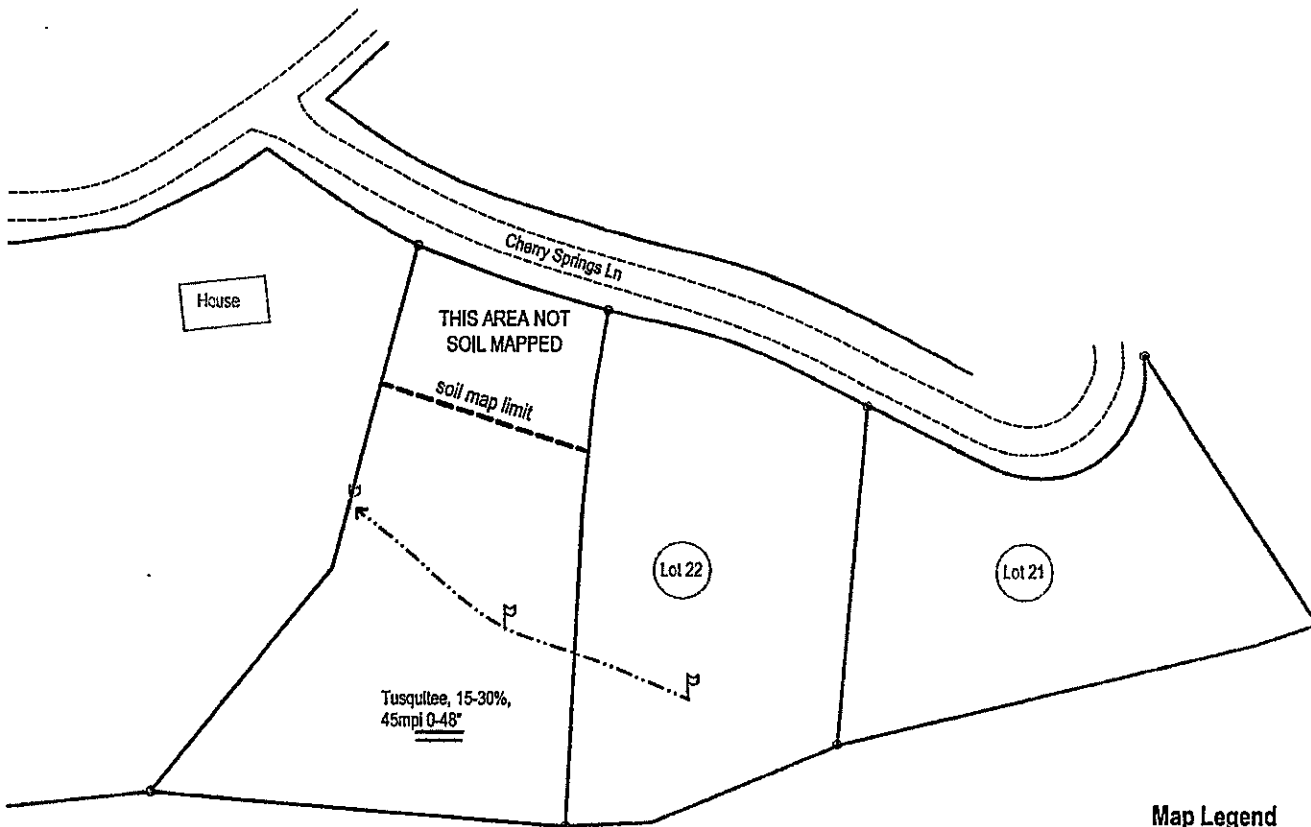 Cherry Springs Ln
House
THIS AREA NOT
SOIL MAPPED
soil map limit
Lot 22
Lot 21
Tusquitee, 15-30%,
45mpi 0-48"
Map Legend